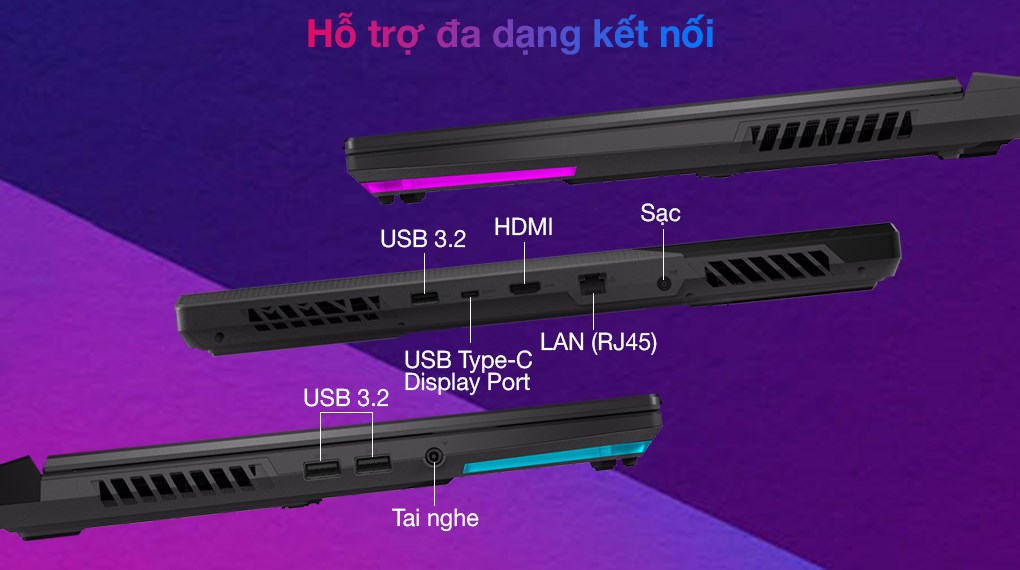 Hỗ trợ đa dạng kết nối
Sạc
HDMI
USB 3.2
LAN (RJ45)
USB Type-C
Display Port
USB 3.2
Tai nghe